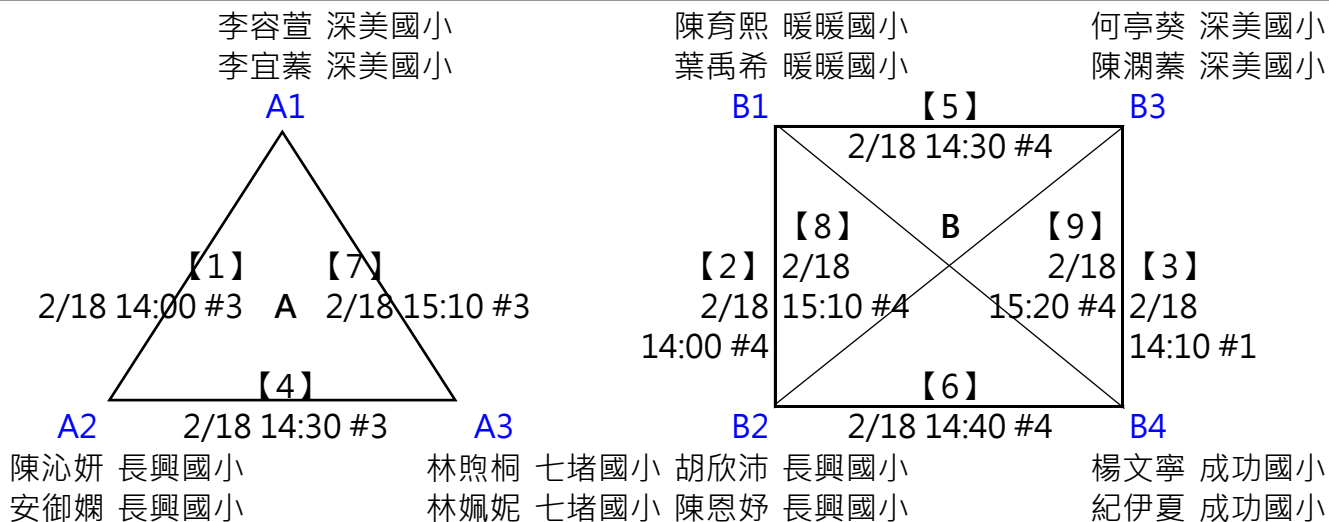 李容萱 深美國小
李宜蓁 深美國小
A1
【1】
2/18 14:00 #3
A
【7】
2/18 15:10 #3
【4】
2/18 14:30 #3
A2
A3
陳沁妍 長興國小
安御嫻 長興國小
林煦桐 七堵國小
林姵妮 七堵國小
陳育熙 暖暖國小
葉禹希 暖暖國小
何亭葵 深美國小
陳潤蓁 深美國小
B1
【5】
B3
2/18 14:30 #4
【2】
2/18
14:00 #4
【8】
2/18
15:10 #4
B
【9】
2/18
15:20 #4
【3】
2/18
14:10 #1
【6】
B2
2/18 14:40 #4
B4
胡欣沛 長興國小
陳恩妤 長興國小
楊文寧 成功國小
紀伊夏 成功國小